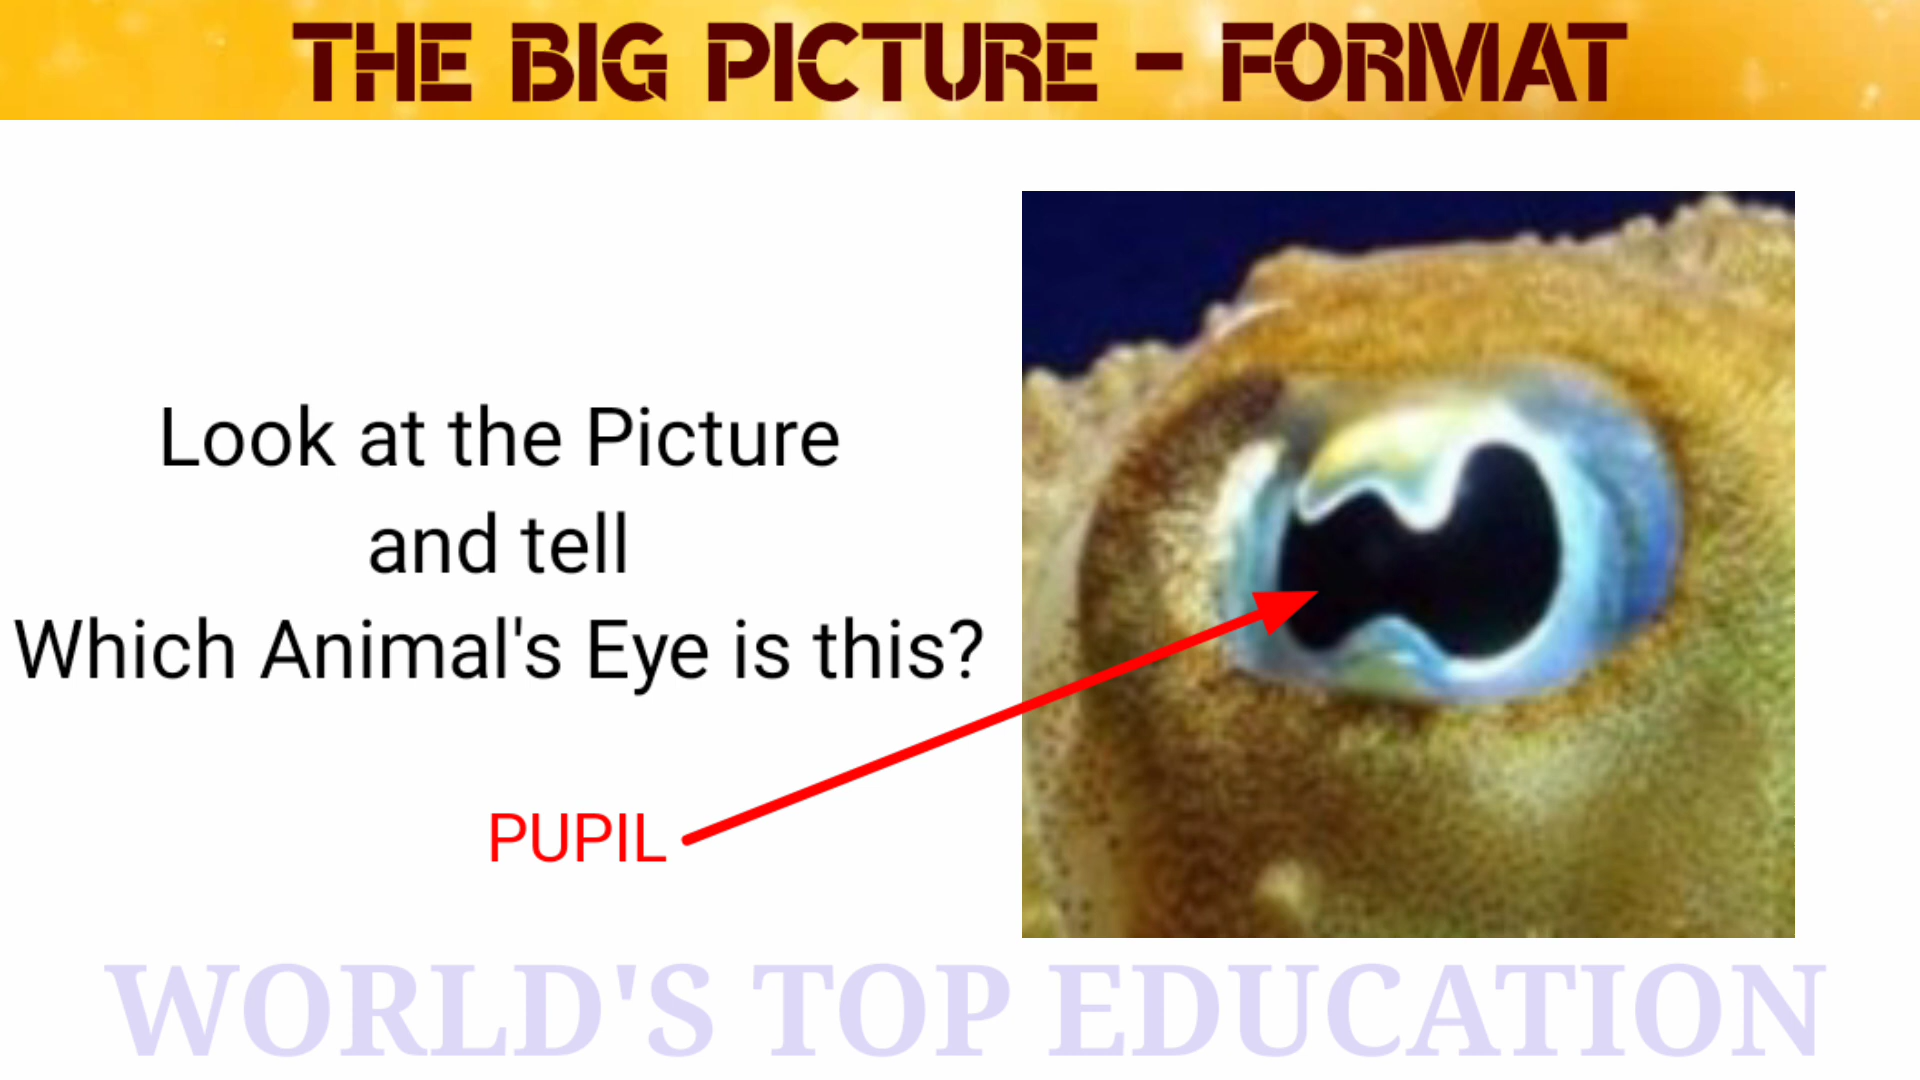 THE BIG PICTURE - FORMAT
Look at the Picture
and tell
Which Animal's Eye is this?
PUPIL
WORLD'S TOP EDUCATION